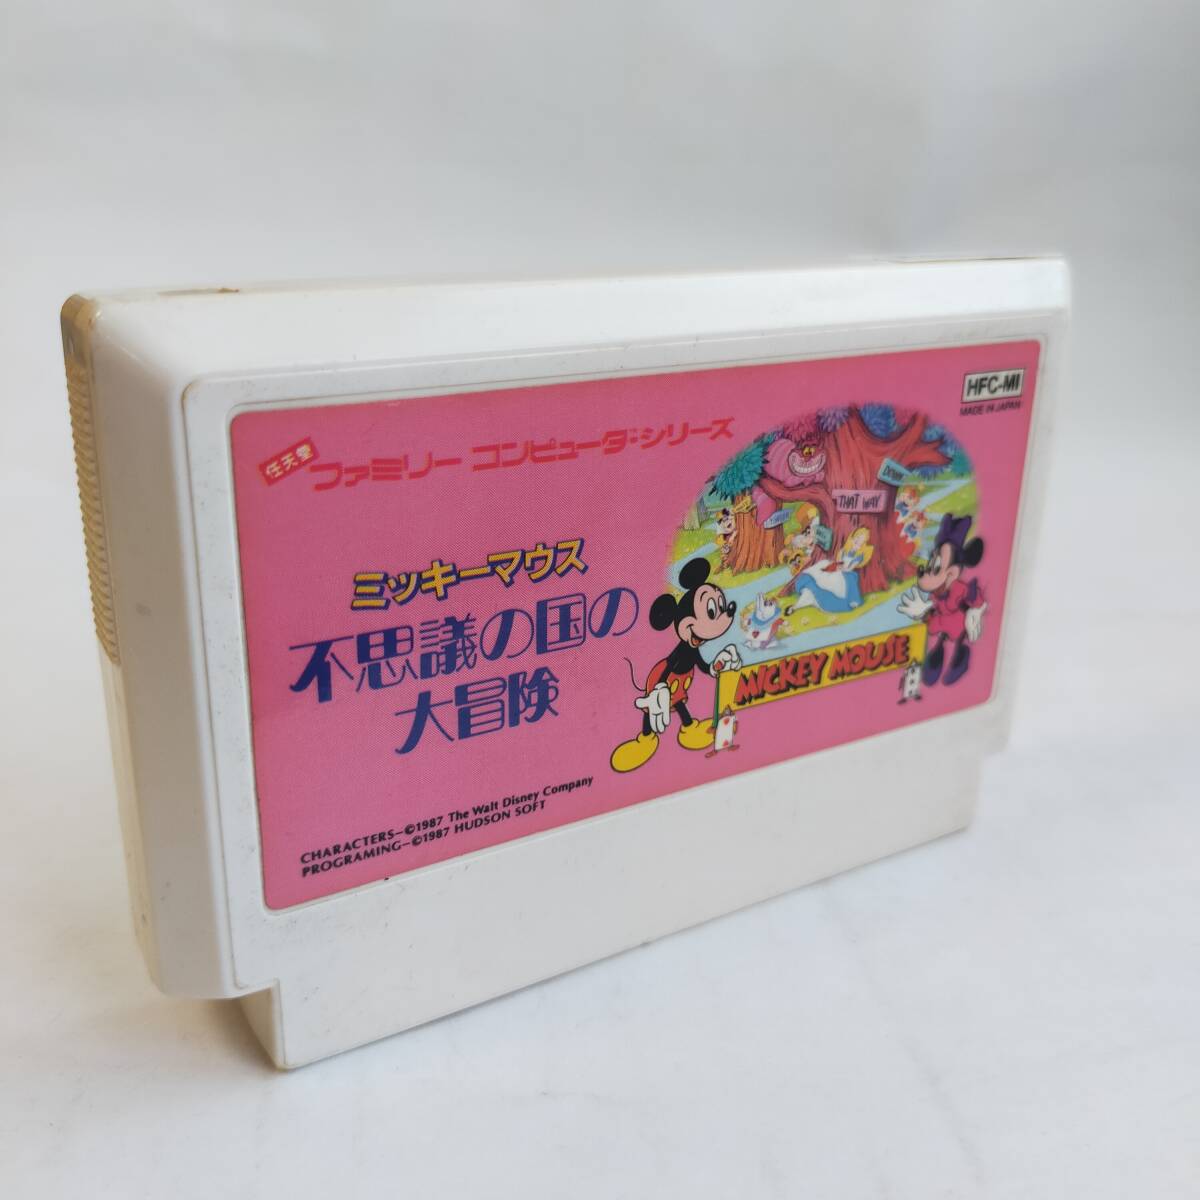 任天堂
ファミリー コンピュータ・シリーズ
HFC-MI
MADE IN JAPAN
ミッキーマウス
不思議の国の
大冒険
DOWN
THAT WAY
MICKEY MOUSE
CHARACTERS–©1987 The Walt Disney Company
PROGRAMING–©1987 HUDSON SOFT